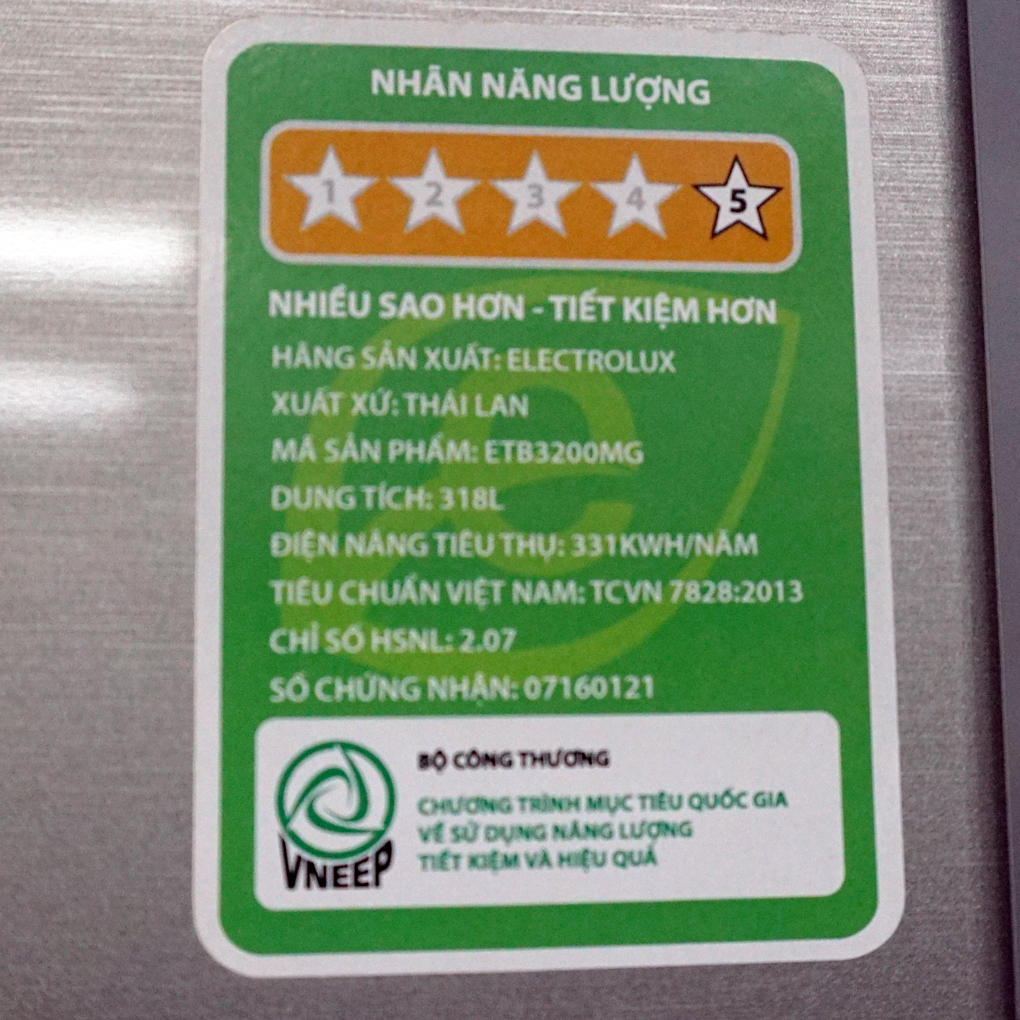 NHÃN NĂNG LƯỢNG
1 2 3 4 5
NHIỀU SAO HƠN - TIẾT KIỆM HƠN
HÃNG SẢN XUẤT: ELECTROLUX
XUẤT XỨ: THÁI LAN
MÃ SẢN PHẨM: ETB3200MG
DUNG TÍCH: 318L
ĐIỆN NĂNG TIÊU THỤ: 331KWH/NĂM
TIÊU CHUẨN VIỆT NAM: TCVN 7828:2013
CHỈ SỐ HSNL: 2.07
SỐ CHỨNG NHẬN: 07160121
BỘ CÔNG THƯƠNG
CHƯƠNG TRÌNH MỤC TIÊU QUỐC GIA
VỀ SỬ DỤNG NĂNG LƯỢNG
TIẾT KIỆM VÀ HIỆU QUẢ
VNEEP